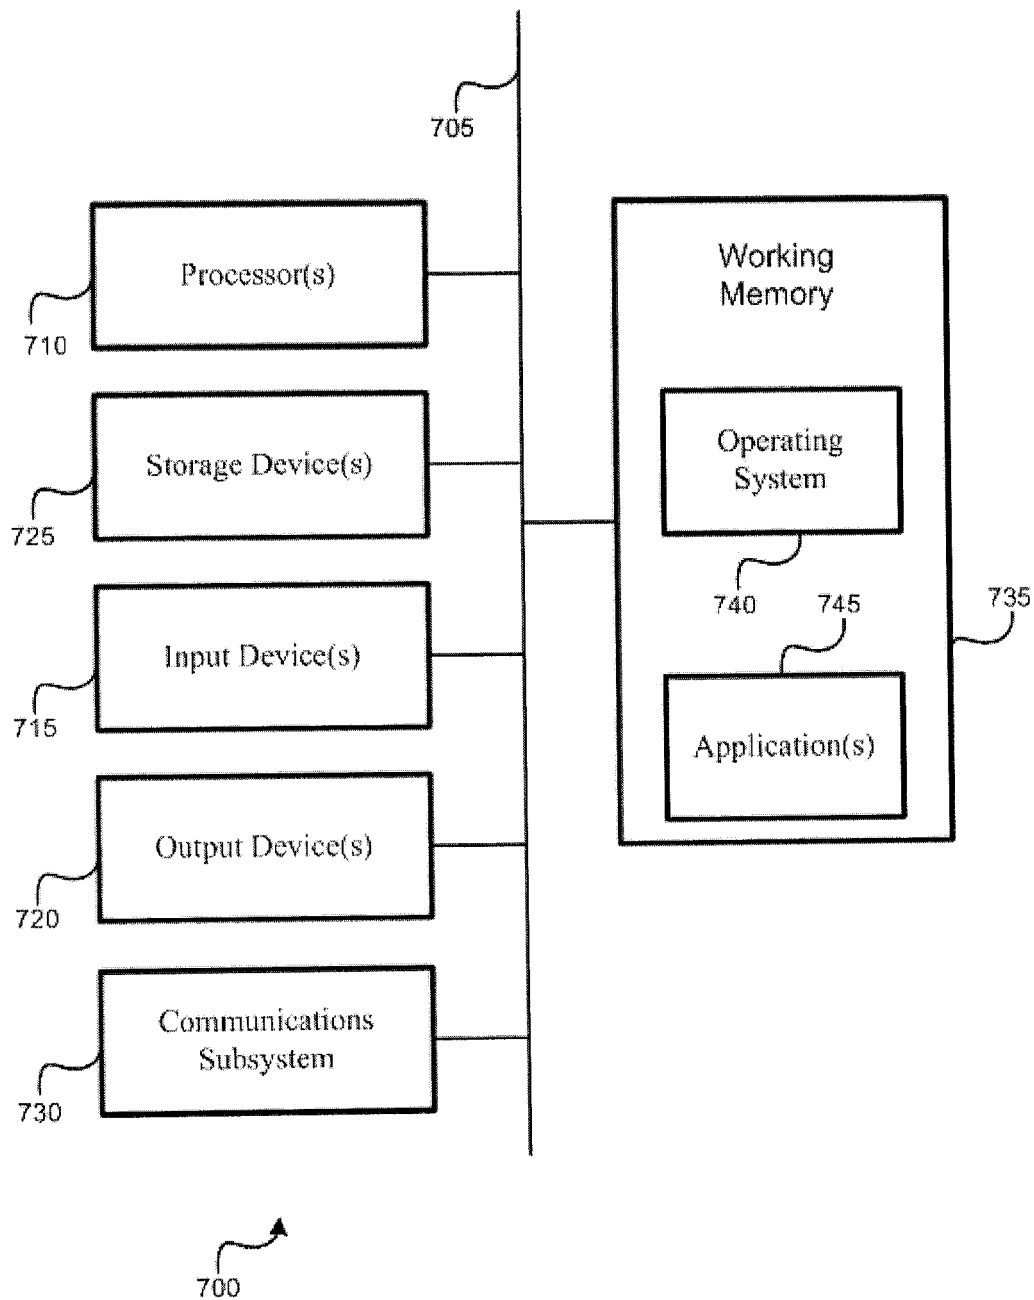 705
Processor(s)
710
Storage Device(s)
725
Input Device(s)
715
Output Device(s)
720
Communications
Subsystem
730
Working
Memory
Operating
System
740
745
735
Application(s)
700